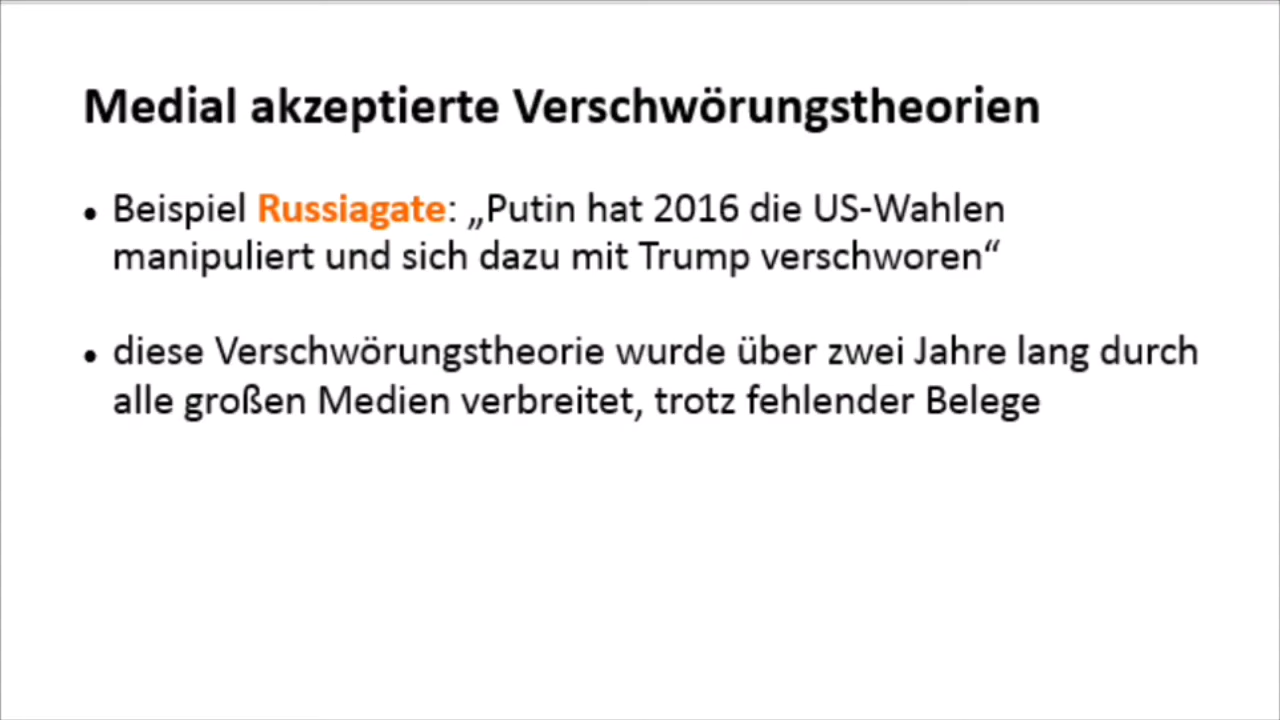 Medial akzeptierte Verschwörungstheorien
• Beispiel Russiagate: „Putin hat 2016 die US-Wahlen
manipuliert und sich dazu mit Trump verschworen“
• diese Verschwörungstheorie wurde über zwei Jahre lang durch
alle großen Medien verbreitet, trotz fehlender Belege